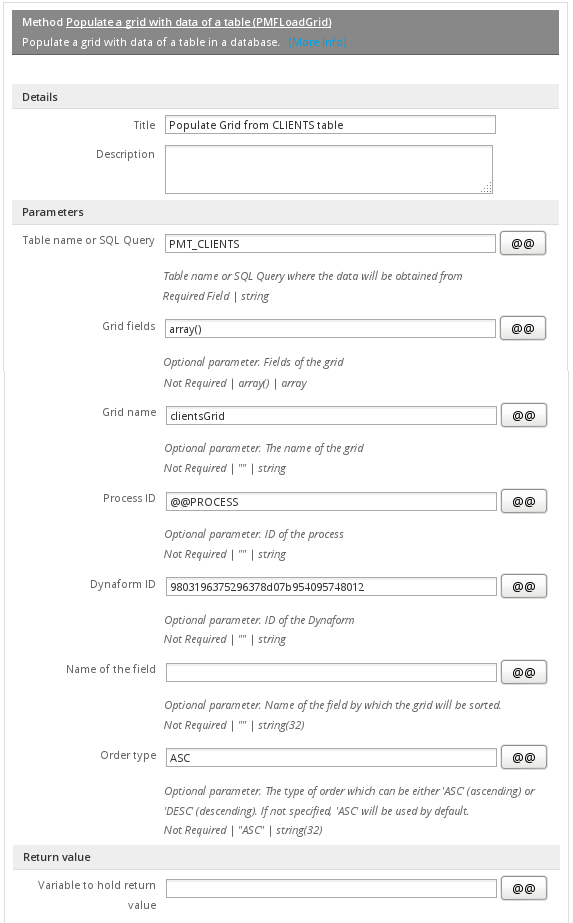 Method Populate a grid with data of a table (PMFLoadGrid)
Populate a grid with data of a table in a database. (More Info)
Details
Title Populate Grid from CLIENTS table
Description
Parameters
Table name or SQL Query PMT_CLIENTS @@
Table name or SQL Query where the data will be obtained from
Required Field | string
Grid fields array() @@
Optional parameter. Fields of the grid
Not Required | array() | array
Grid name clientsGrid @@
Optional parameter. The name of the grid
Not Required | "" | string
Process ID @@PROCESS @@
Optional parameter. ID of the process
Not Required | "" | string
Dynaform ID 9803196375296378d07b954095748012 @@
Optional parameter. ID of the Dynaform
Not Required | "" | string
Name of the field @@
Optional parameter. Name of the field by which the grid will be sorted.
Not Required | "" | string(32)
Order type ASC @@
Optional parameter. The type of order which can be either 'ASC' (ascending) or
'DESC' (descending). If not specified, 'ASC' will be used by default.
Not Required | "ASC" | string(32)
Return value
Variable to hold return @@
value